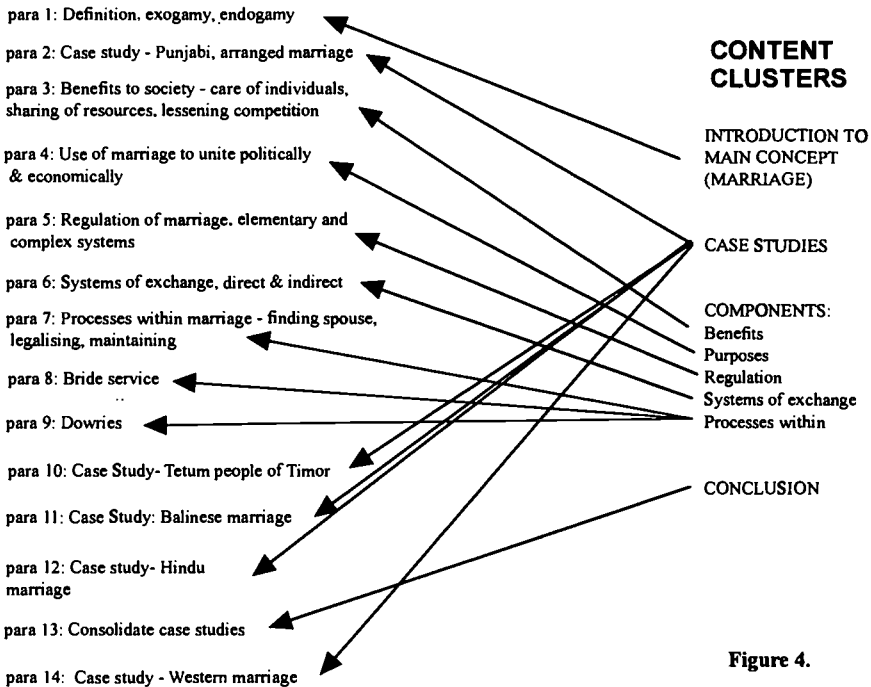 para 1: Definition, exogamy, endogamy
para 2: Case study - Punjabi, arranged marriage
para 3: Benefits to society - care of individuals,
sharing of resources, lessening competition
para 4: Use of marriage to unite politically
& economically
para 5: Regulation of marriage, elementary and
complex systems
para 6: Systems of exchange, direct & indirect
para 7: Processes within marriage - finding spouse,
legalising, maintaining
para 8: Bride service
para 9: Dowries
para 10: Case Study- Tetum people of Timor
para 11: Case Study: Balinese marriage
para 12: Case study- Hindu
marriage
para 13: Consolidate case studies
para 14: Case study - Western marriage
CONTENT
CLUSTERS
INTRODUCTION TO
MAIN CONCEPT
(MARRIAGE)
CASE STUDIES
COMPONENTS:
Benefits
Purposes
Regulation
Systems of exchange
Processes within
CONCLUSION
Figure 4.